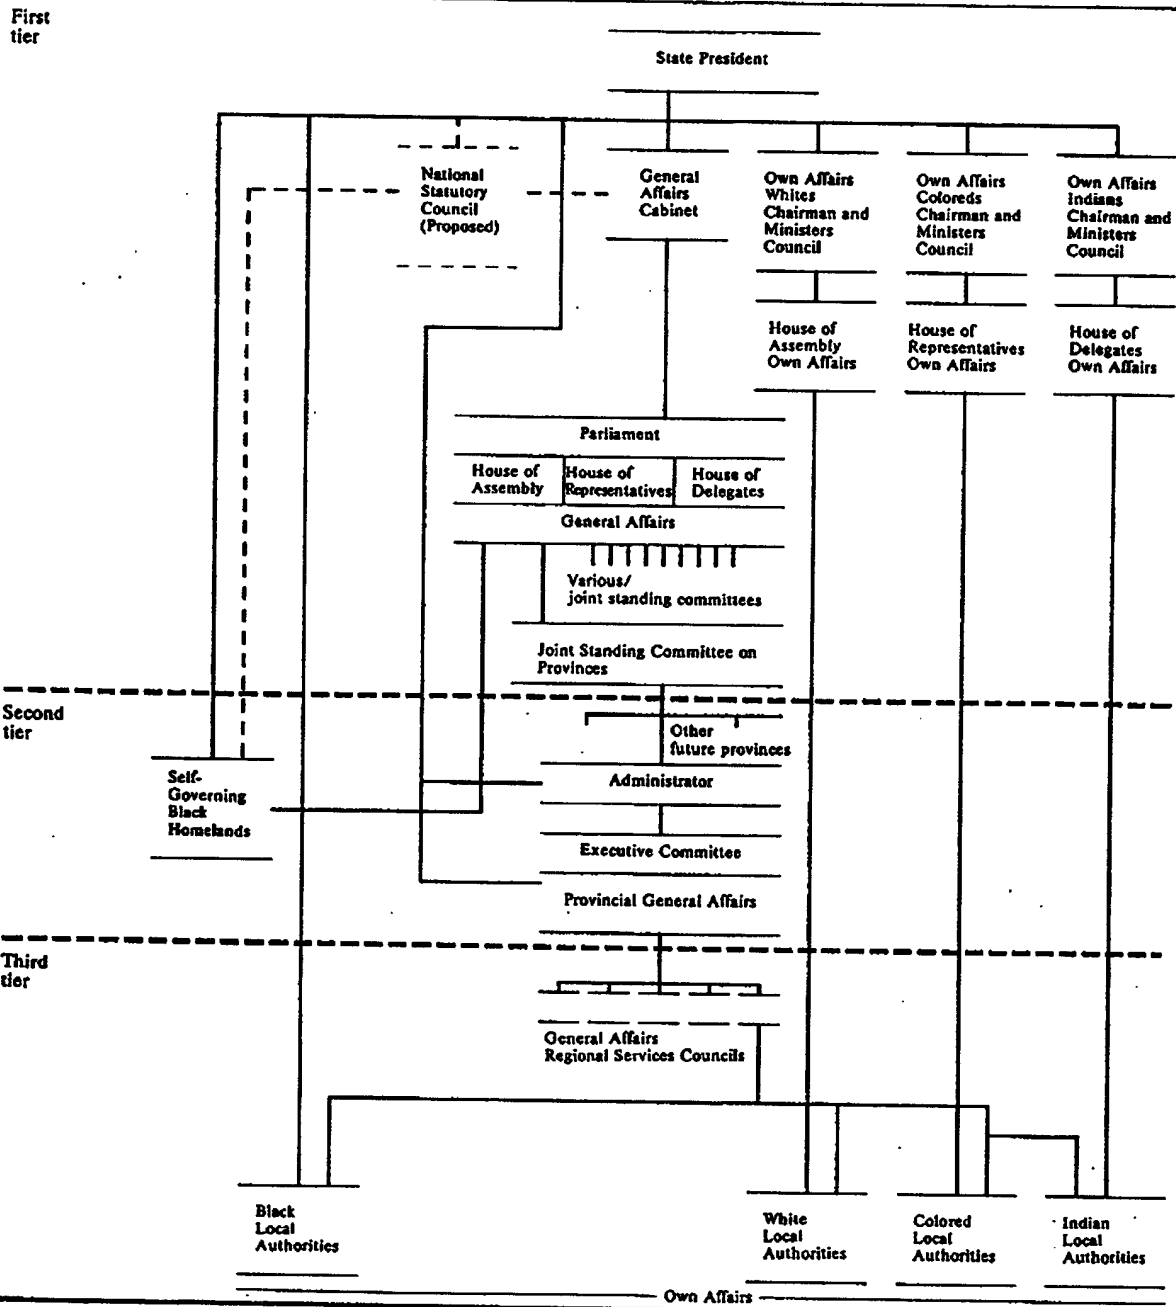 First
tier
State President
National
Statutory
Council
(Proposed)
General
Affairs
Cabinet
Own Affairs
Whites
Chairman and
Ministers
Council
Own Affairs
Coloreds
Chairman and
Ministers
Council
Own Affairs
Indians
Chairman and
Ministers
Council
House of
Assembly
Own Affairs
House of
Representatives
Own Affairs
House of
Delegates
Own Affairs
Parliament
House of
Assembly
House of
Representatives
House of
Delegates
General Affairs
Various/
joint standing committees
Joint Standing Committee on
Provinces
Second
tier
Other
future provinces
Self-
Governing
Black
Homelands
Administrator
Executive Committee
Provincial General Affairs
Third
tier
General Affairs
Regional Services Councils
Black
Local
Authorities
White
Local
Authorities
Colored
Local
Authorities
Indian
Local
Authorities
Own Affairs